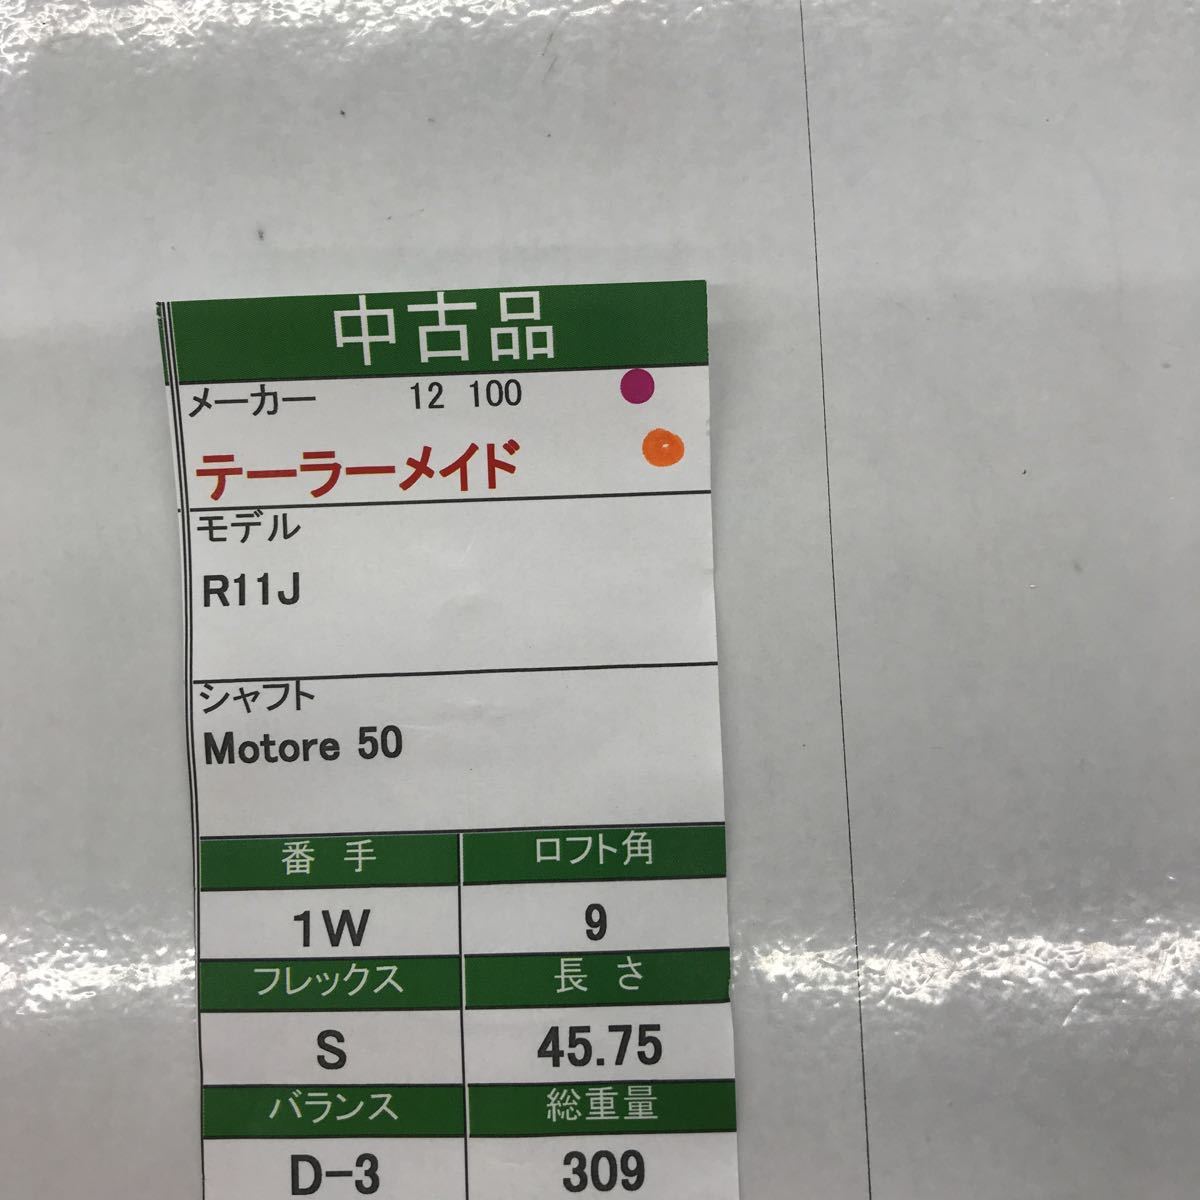 中古品
メーカー 12 100
テーラーメイド
モデル
R11J
シャフト
Motore 50
番 手 ロフト角
1W 9
フレックス 長 さ
S 45.75
バランス 総重量
D-3 309